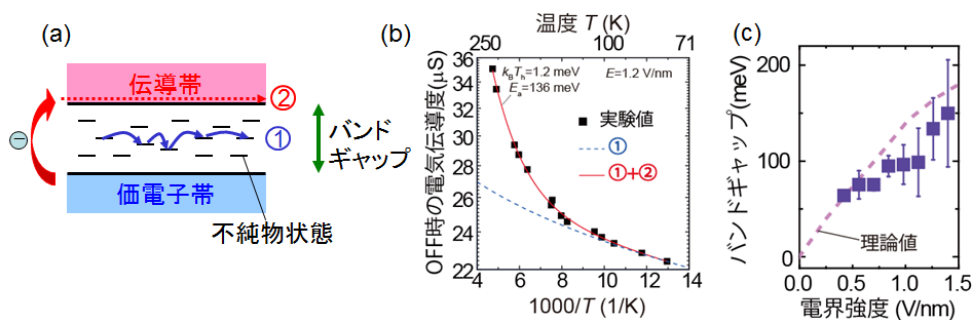 (a)
伝導帯
②
①
バンド
ギャップ
価電子帯
不純物状態
(b)
温度 T (K)
250
100
71
OFF時の電気伝導度(μS)
36
34
32
30
28
26
24
22
kBTh=1.2 meV
Ea=136 meV
E=1.2 V/nm
実験値
①
①+②
4
6
8
10
12
14
1000/T (1/K)
(c)
バンドギャップ(meV)
200
100
0
理論値
0.0
0.5
1.0
1.5
電界強度 (V/nm)